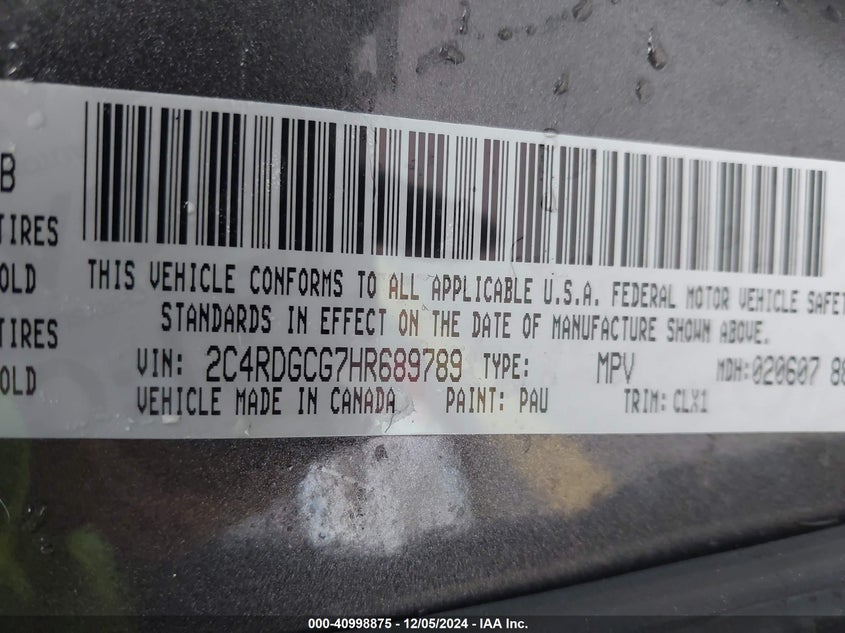 B
TIRES
OLD
TIRES
OLD
THIS VEHICLE CONFORMS TO ALL APPLICABLE U.S.A. FEDERAL MOTOR VEHICLE SAFET
STANDARDS IN EFFECT ON THE DATE OF MANUFACTURE SHOWN ABOVE.
VIN: 2C4RDGCG7HR689789 TYPE: MPV MDH:020607 88
VEHICLE MADE IN CANADA PAINT: PAU TRIM: CLX1
000-40998875 - 12/05/2024 - IAA Inc.